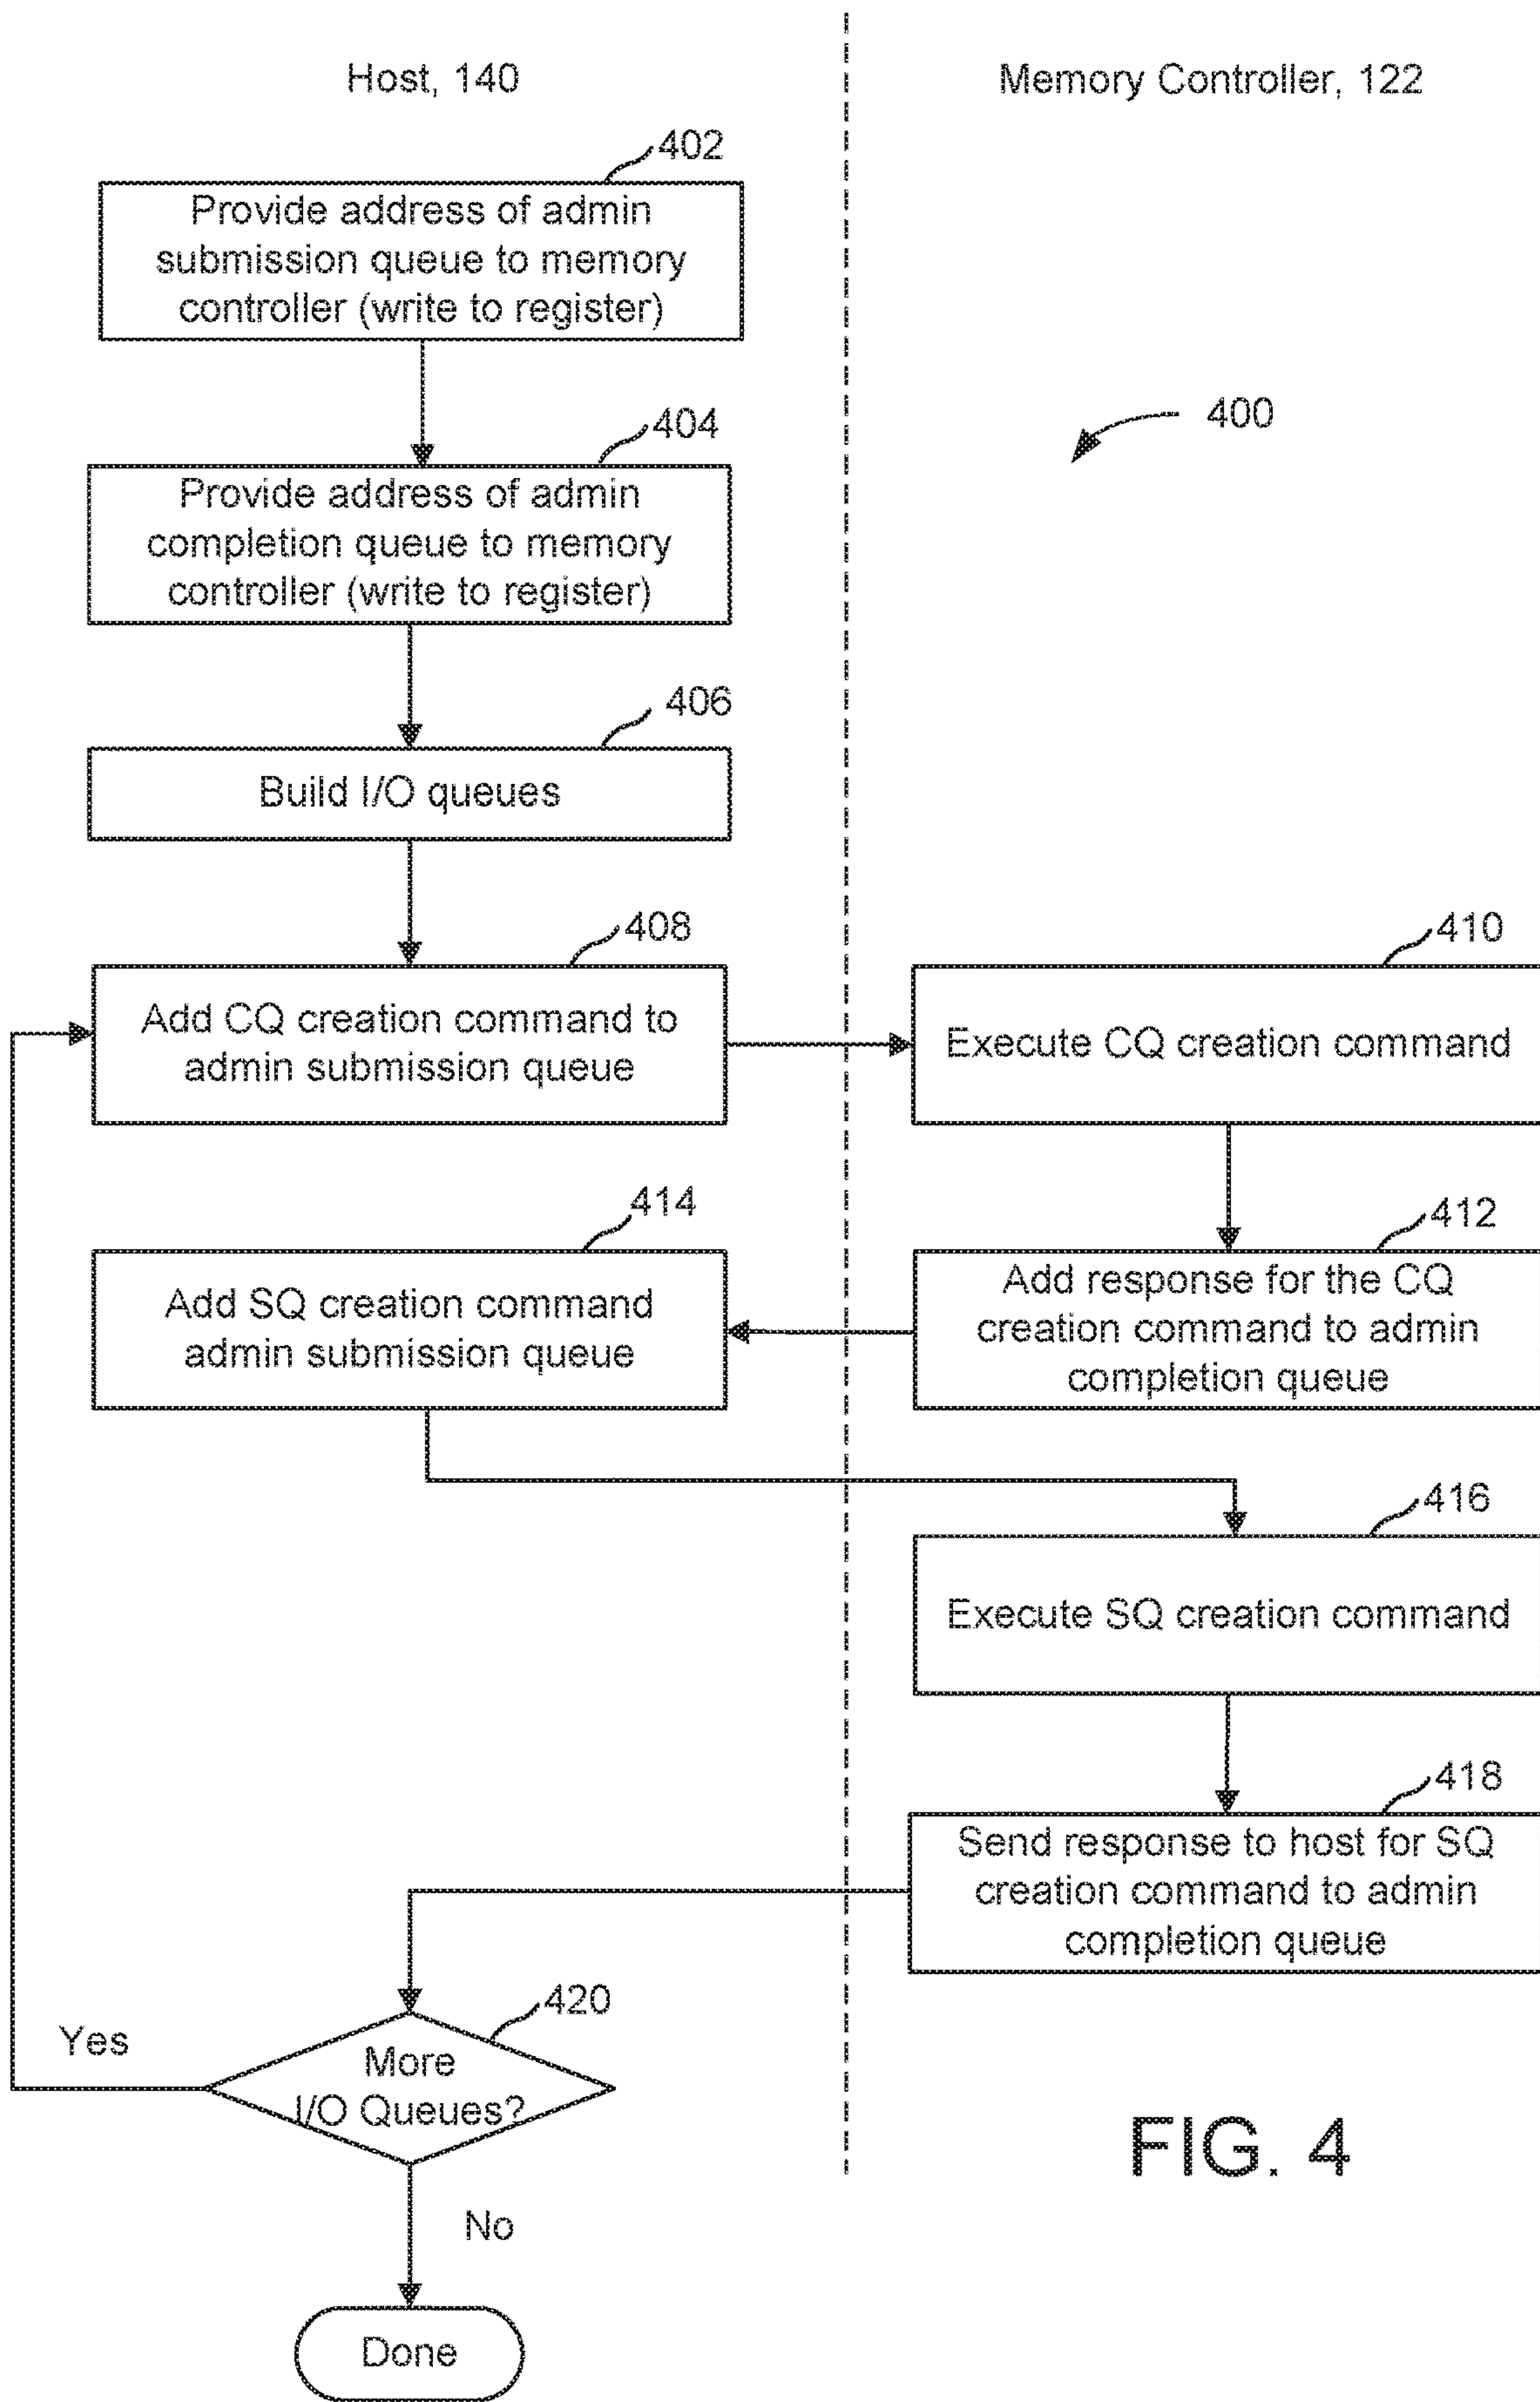 Host, 140
Memory Controller, 122
402
Provide address of admin
submission queue to memory
controller (write to register)
400
404
Provide address of admin
completion queue to memory
controller (write to register)
406
Build I/O queues
408
Add CQ creation command to
admin submission queue
410
Execute CQ creation command
412
Add response for the CQ
creation command to admin
completion queue
414
Add SQ creation command
admin submission queue
416
Execute SQ creation command
418
Send response to host for SQ
creation command to admin
completion queue
420
More
I/O Queues?
Yes
No
Done
FIG. 4